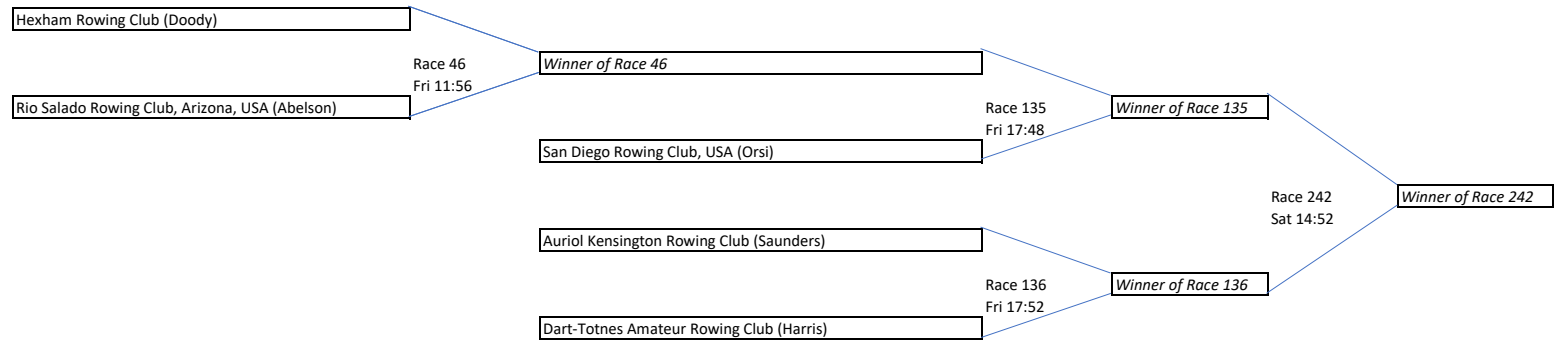 Hexham Rowing Club (Doody)
Race 46
Fri 11:56
Winner of Race 46
Rio Salado Rowing Club, Arizona, USA (Abelson)
Race 135
Fri 17:48
Winner of Race 135
San Diego Rowing Club, USA (Orsi)
Race 242
Sat 14:52
Winner of Race 242
Auriol Kensington Rowing Club (Saunders)
Race 136
Fri 17:52
Winner of Race 136
Dart-Totnes Amateur Rowing Club (Harris)